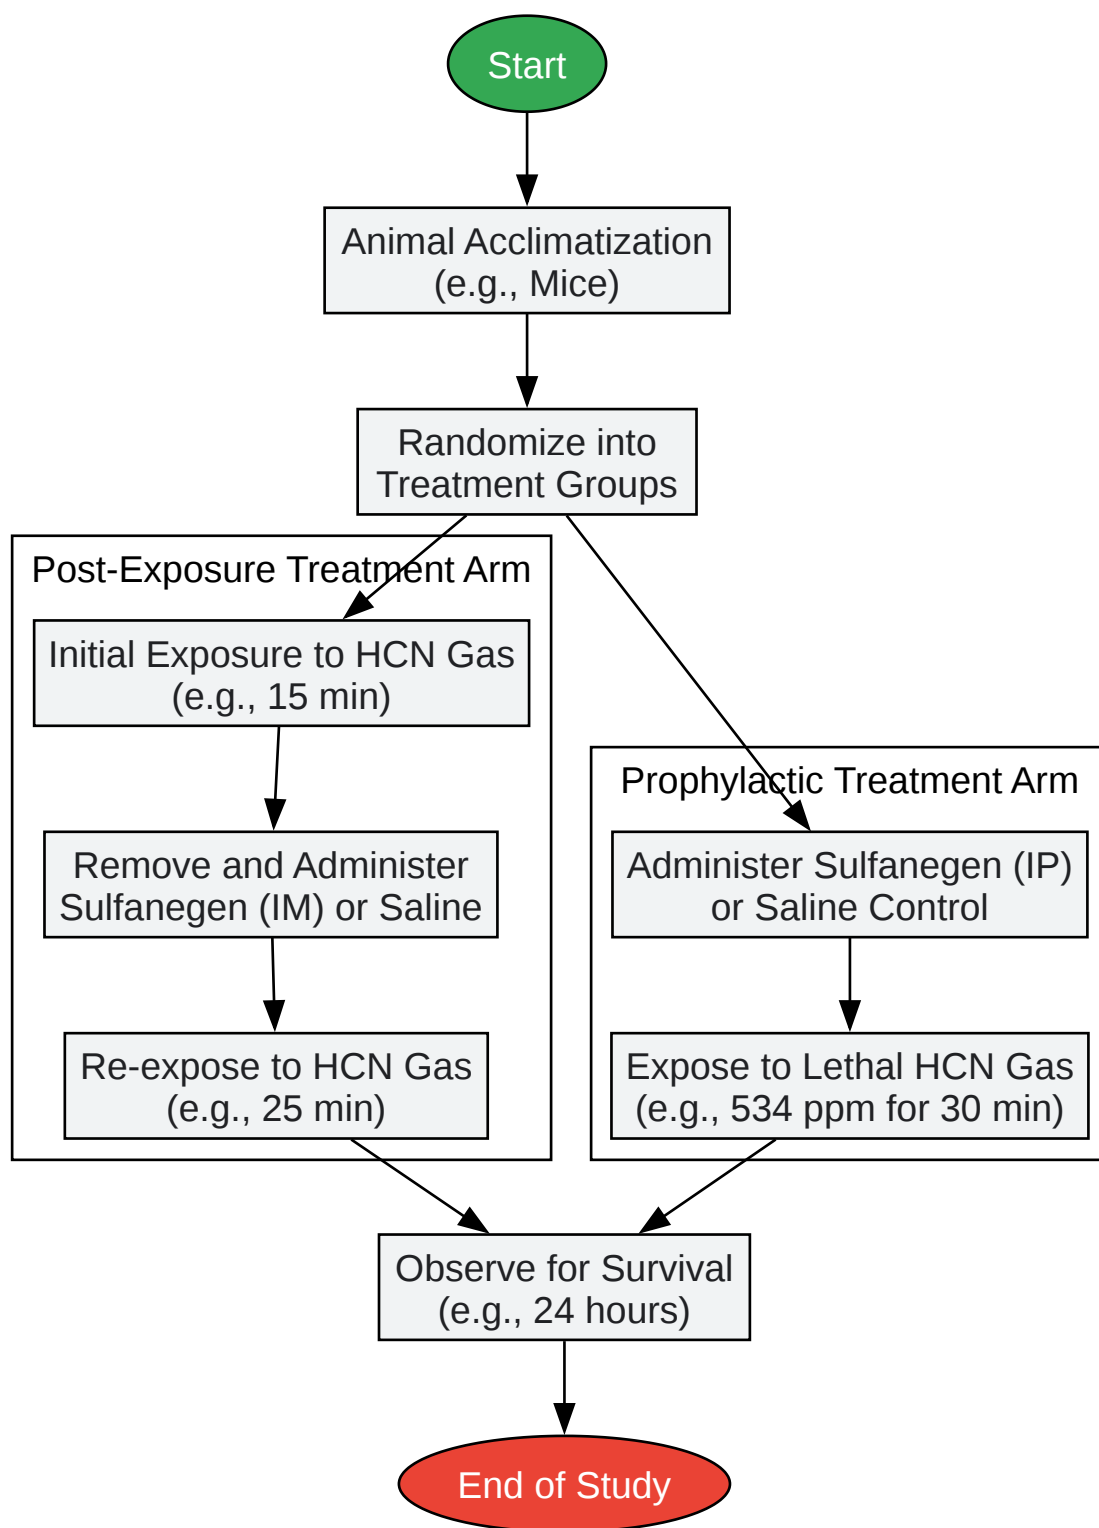 Start
Animal Acclimatization
(e.g., Mice)
Randomize into
Treatment Groups
Post-Exposure Treatment Arm
Initial Exposure to HCN Gas
(e.g., 15 min)
Remove and Administer
Sulfanegen (IM) or Saline
Re-expose to HCN Gas
(e.g., 25 min)
Prophylactic Treatment Arm
Administer Sulfanegen (IP)
or Saline Control
Expose to Lethal HCN Gas
(e.g., 534 ppm for 30 min)
Observe for Survival
(e.g., 24 hours)
End of Study